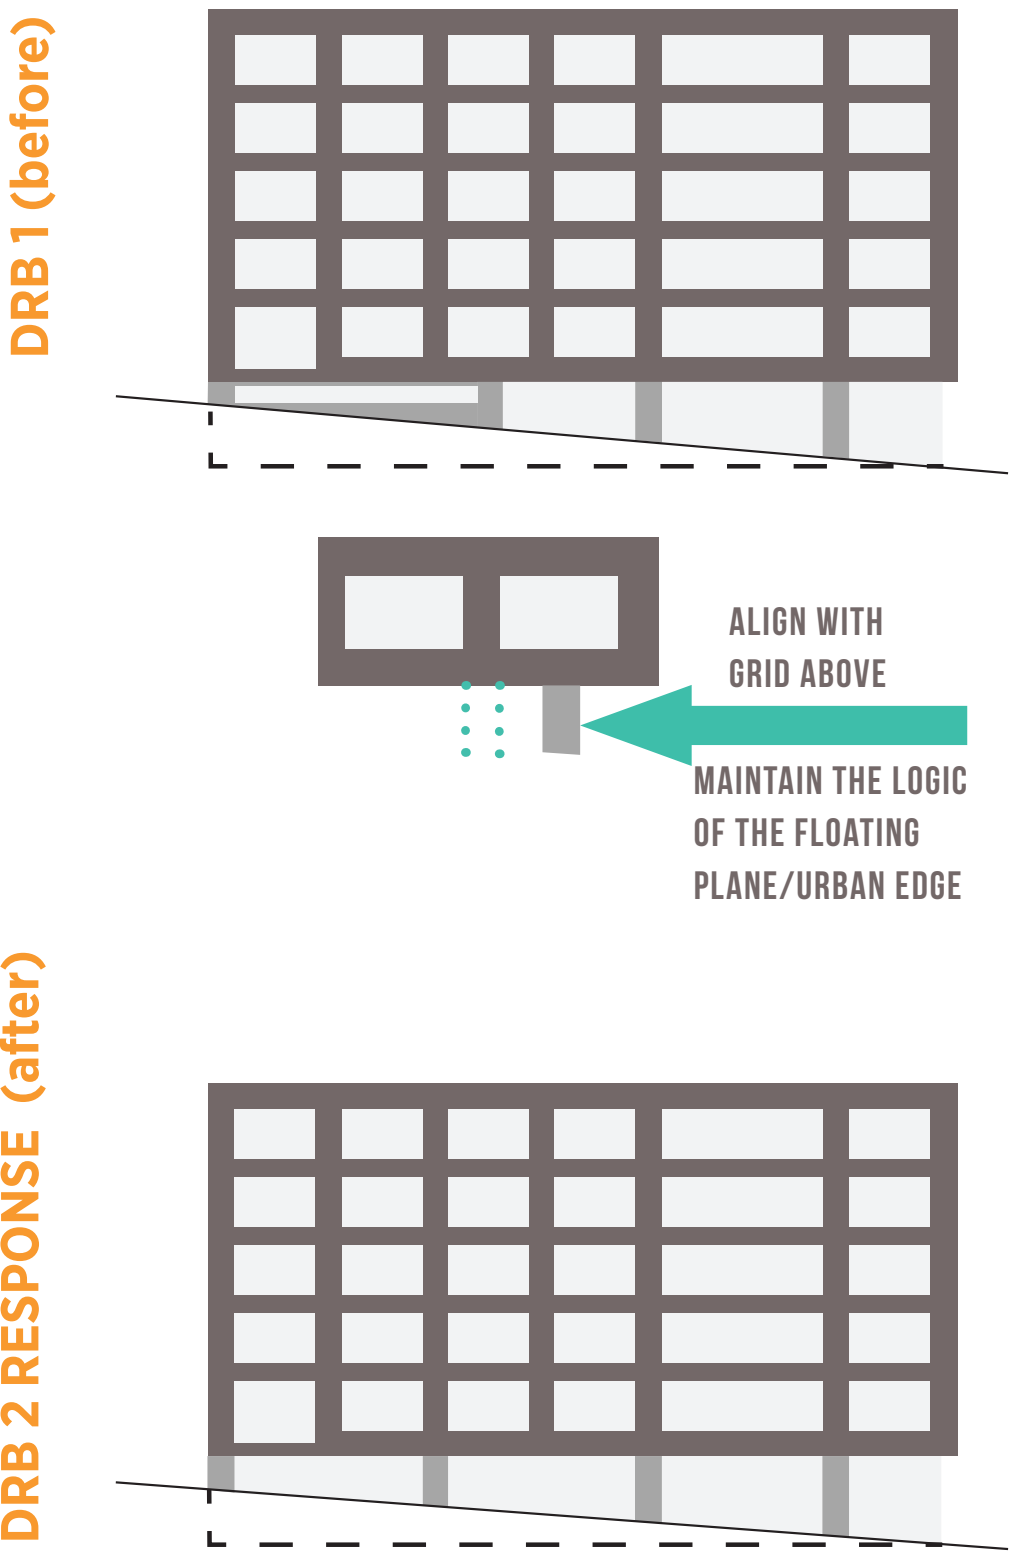 DRB 1 (before)
ALIGN WITH
GRID ABOVE
MAINTAIN THE LOGIC
OF THE FLOATING
PLANE/URBAN EDGE
DRB 2 RESPONSE (after)